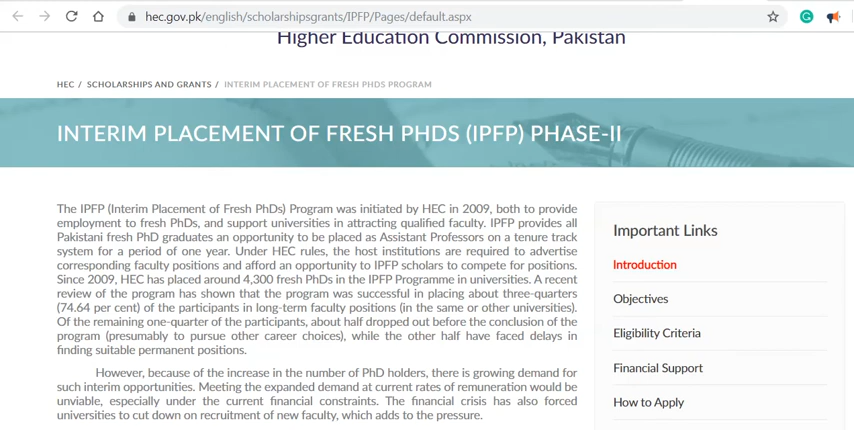 hec.gov.pk/english/scholarshipsgrants/IPFP/Pages/default.aspx
Higher Education Commission, Pakistan
HEC / SCHOLARSHIPS AND GRANTS / INTERIM PLACEMENT OF FRESH PHDS PROGRAM
INTERIM PLACEMENT OF FRESH PHDS (IPFP) PHASE-II
The IPFP (Interim Placement of Fresh PhDs) Program was initiated by HEC in 2009, both to provide
employment to fresh PhDs, and support universities in attracting qualified faculty. IPFP provides all
Pakistani fresh PhD graduates an opportunity to be placed as Assistant Professors on a tenure track
system for a period of one year. Under HEC rules, the host institutions are required to advertise
corresponding faculty positions and afford an opportunity to IPFP scholars to compete for positions.
Since 2009, HEC has placed around 4,300 fresh PhDs in the IPFP Programme in universities. A recent
review of the program has shown that the program was successful in placing about three-quarters
(74.64 per cent) of the participants in long-term faculty positions (in the same or other universities).
Of the remaining one-quarter of the participants, about half dropped out before the conclusion of the
program (presumably to pursue other career choices), while the other half have faced delays in
finding suitable permanent positions.
However, because of the increase in the number of PhD holders, there is growing demand for
such interim opportunities. Meeting the expanded demand at current rates of remuneration would be
unviable, especially under the current financial constraints. The financial crisis has also forced
universities to cut down on recruitment of new faculty, which adds to the pressure.
Important Links
Introduction
Objectives
Eligibility Criteria
Financial Support
How to Apply